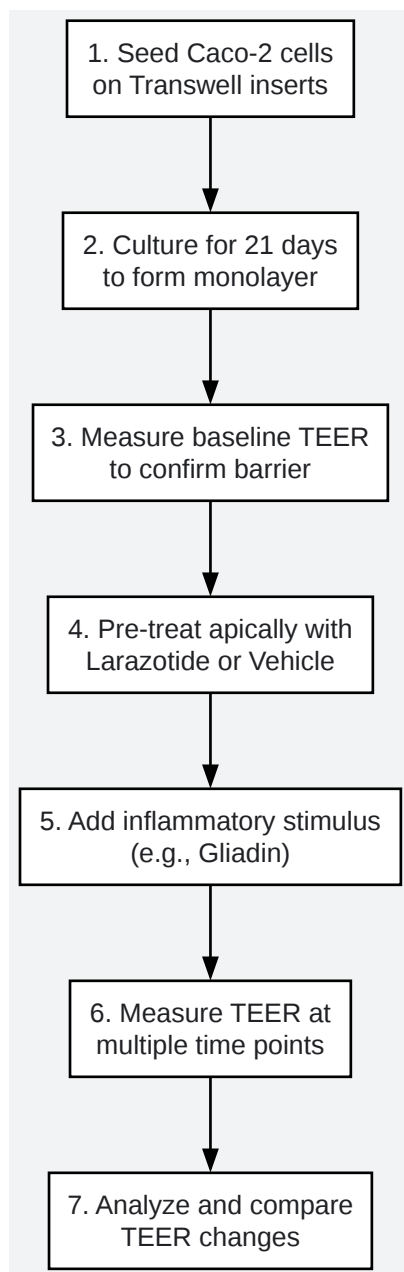 1. Seed Caco-2 cells
on Transwell inserts
2. Culture for 21 days
to form monolayer
3. Measure baseline TEER
to confirm barrier
4. Pre-treat apically with
Larazotide or Vehicle
5. Add inflammatory stimulus
(e.g., Gliadin)
6. Measure TEER at
multiple time points
7. Analyze and compare
TEER changes